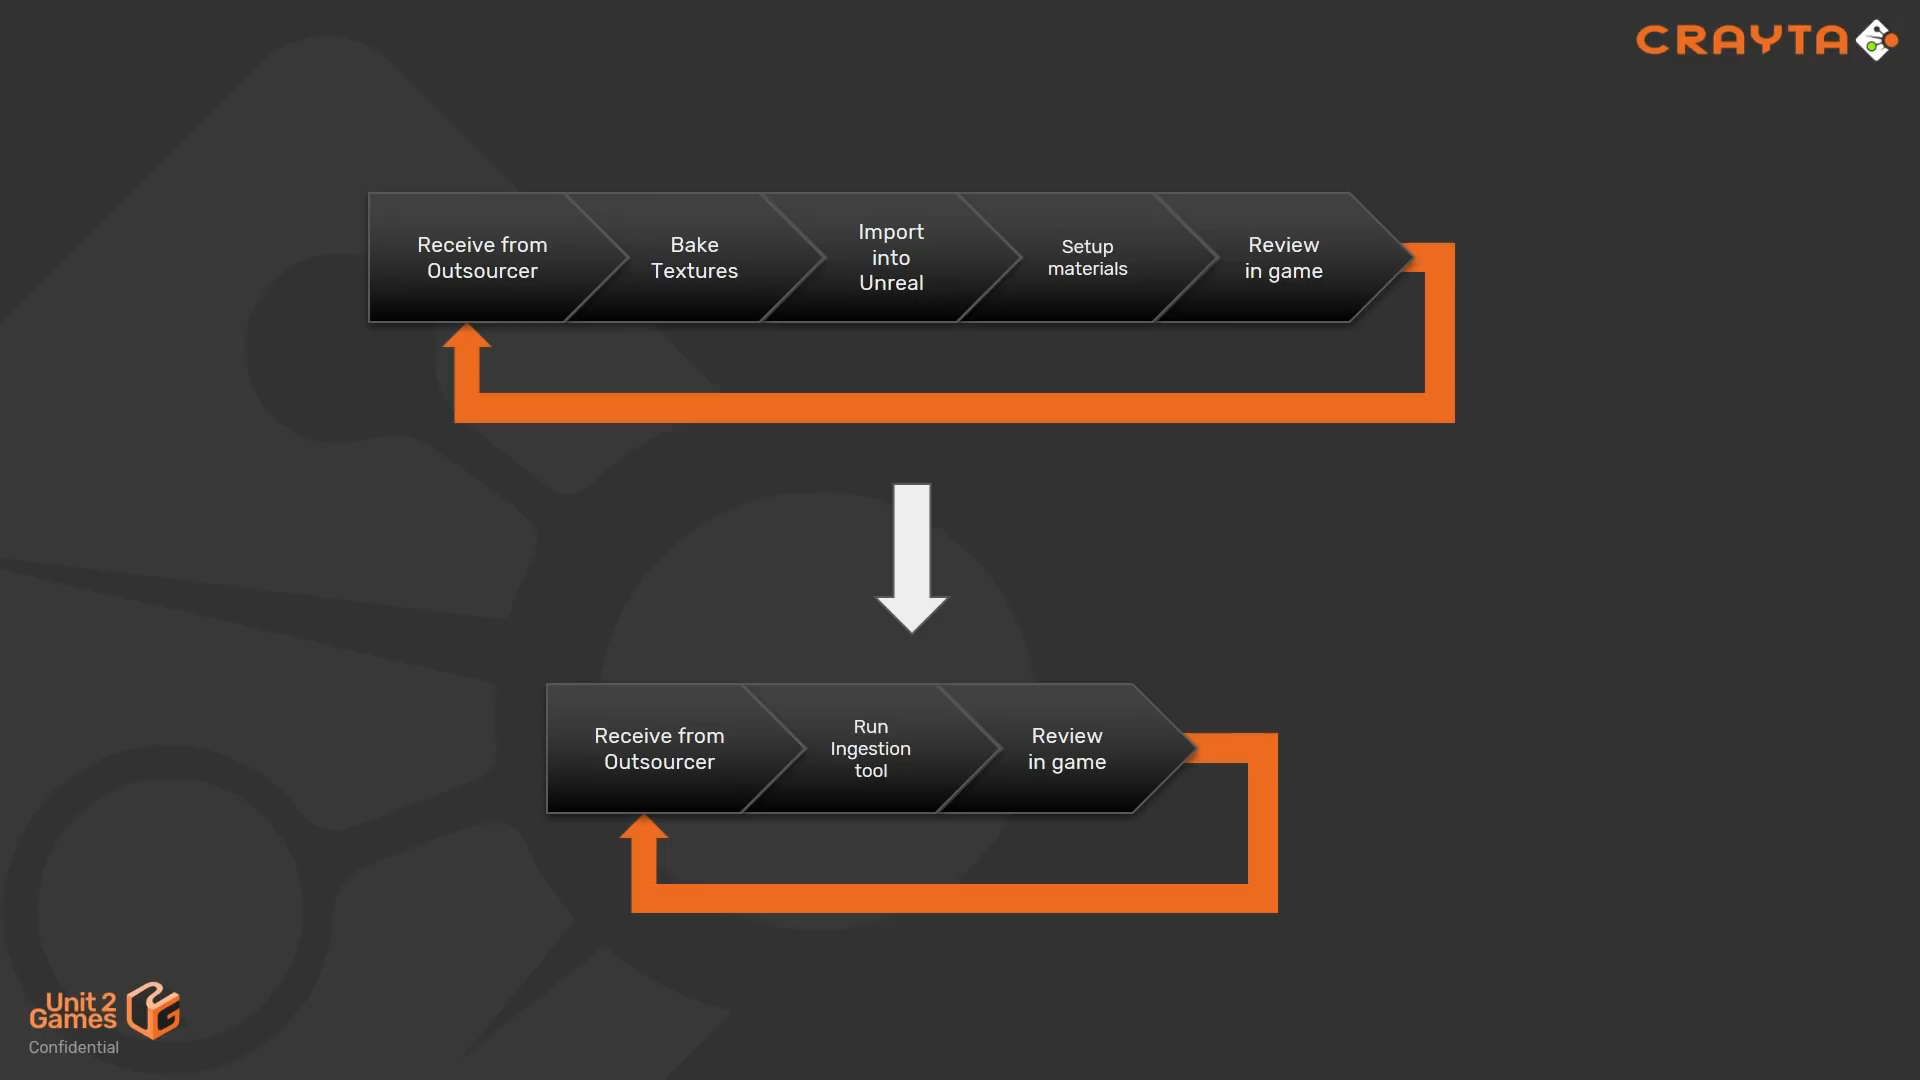 CRAYTA
Receive from
Outsourcer
Bake
Textures
Import
into
Unreal
Setup
materials
Review
in game
Receive from
Outsourcer
Run
Ingestion
tool
Review
in game
Unit 2
Games
Confidential